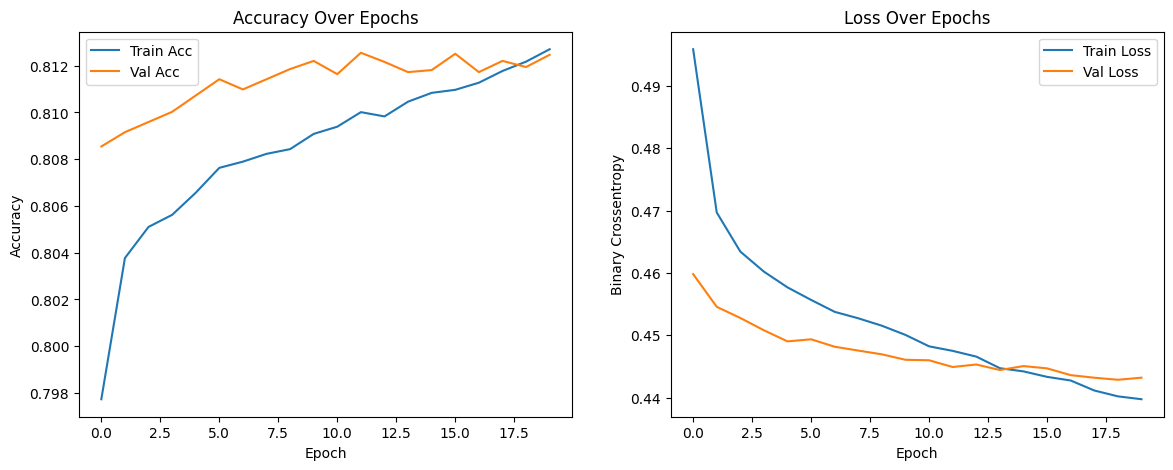 Accuracy Over Epochs
Train Acc
Val Acc
0.812
0.810
0.808
0.806
0.804
0.802
0.800
0.798
Accuracy
0.0 2.5 5.0 7.5 10.0 12.5 15.0 17.5
Epoch
Loss Over Epochs
Train Loss
Val Loss
0.49
0.48
0.47
0.46
0.45
0.44
Binary Crossentropy
0.0 2.5 5.0 7.5 10.0 12.5 15.0 17.5
Epoch